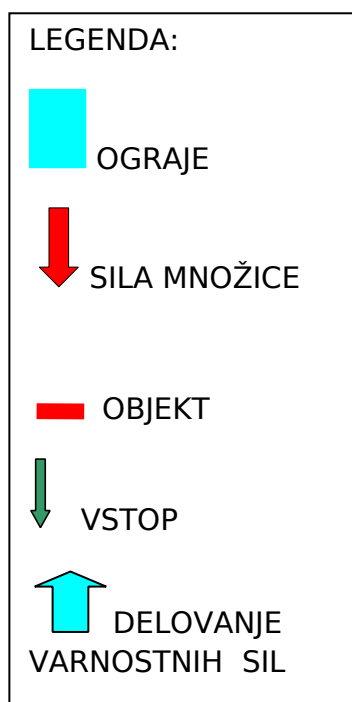 LEGENDA:
OGRAJE
SILA MNOŽICE
OBJEKT
VSTOP
DELOVANJE
VARNOSTNIH SIL